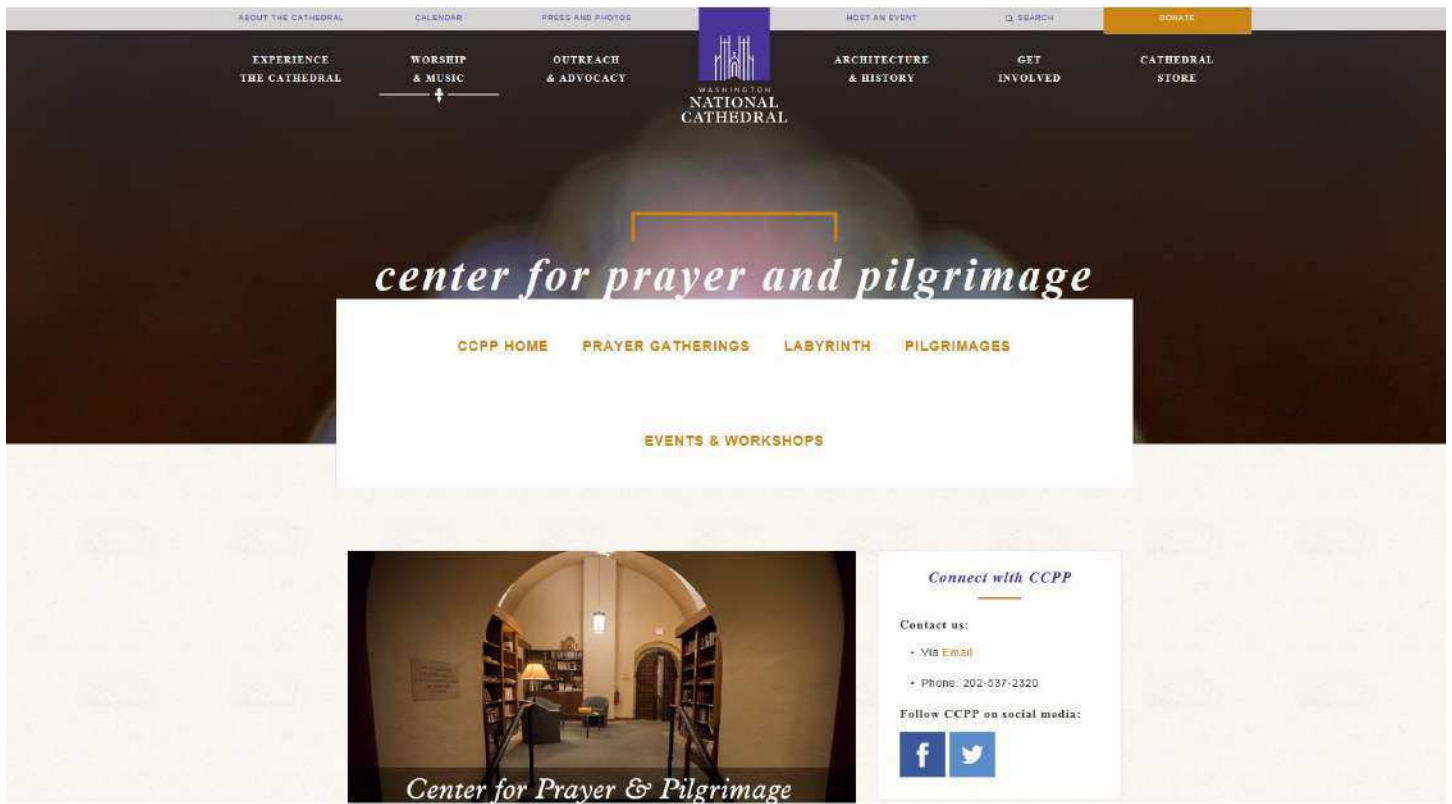 ABOUT THE CATHEDRAL CALENDAR PRESS AND PHOTOS HOST AN EVENT SEARCH DONATE
EXPERIENCE
THE CATHEDRAL
WORSHIP
& MUSIC
OUTREACH
& ADVOCACY
WASHINGTON
NATIONAL
CATHEDRAL
ARCHITECTURE
& HISTORY
GET
INVOLVED
CATHEDRAL
STORE
center for prayer and pilgrimage
CCPP HOME PRAYER GATHERINGS LABYRINTH PILGRIMAGES
EVENTS & WORKSHOPS
Center for Prayer & Pilgrimage
Connect with CCPP
Contact us:
• Via Email
• Phone: 202-537-2320
Follow CCPP on social media:
f